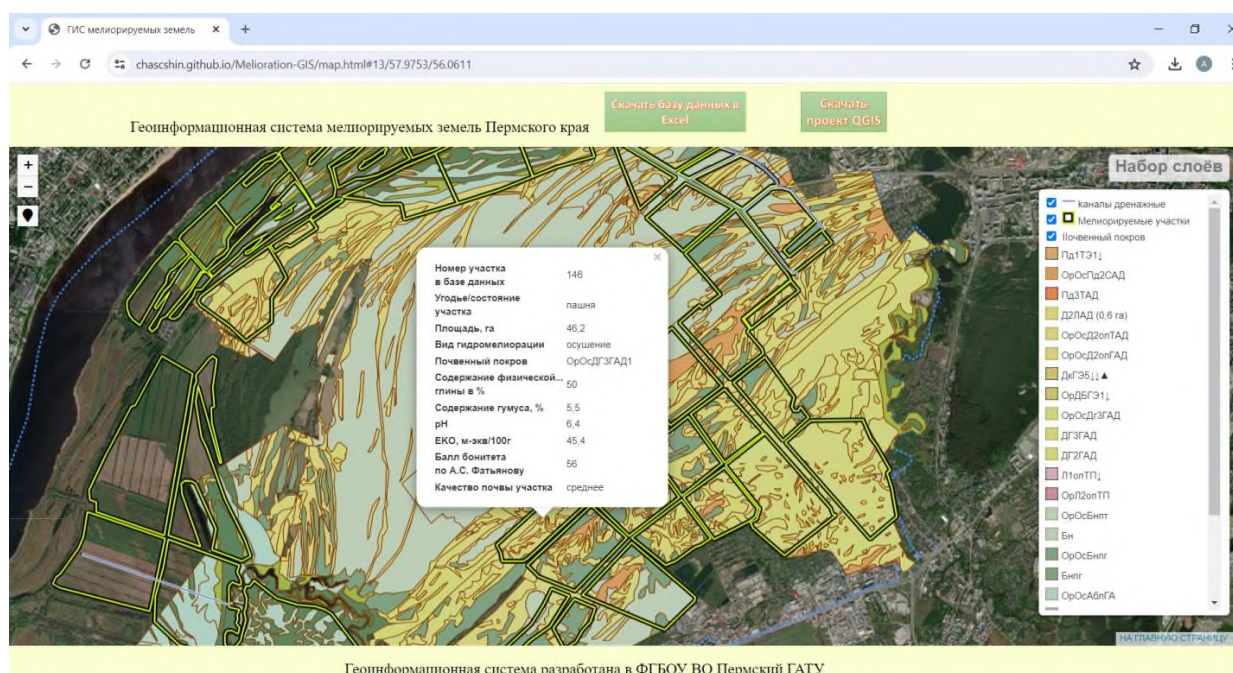 ГИС мелиорируемых земель
chascshin.github.io/Melioration-GIS/map.html#13/57.9753/56.0611
A
Скачать базу данных в
Excel
Скачать
проект QGIS
Геоинформационная система мелиорируемых земель Пермского края
Набор слоёв
Номер участка
в базе данных 146
Угодье/состояние
участка пашня
Площадь, га 46,2
Вид гидромелиорации осушение
Почвенный покров ОрОсДГЗГАД1
Содержание физической...
глины в % 50
Содержание гумуса, % 5,5
pH 6,4
ЕКО, м-экв/100г 45,4
Балл бонитета
по А.С. Фатьянову 56
Качество почвы участка среднее
каналы дренажные
Мелиорируемые участки
Почвенный покров
Пд1ТЭ1↓
ОрОсПд2САД
Пд3ТАД
Д2ЛАД (0,6 га)
ОрОсД2опТАД
ОрОсД2опГАД
ДкГЭ5↓↓▲
ОрДБГЭ1↓
ОрОсДг3ГАД
ДГ3ГАД
ДГ2ГАД
Л1опТП↓
ОрЛ2опТП
ОрОсБнпт
Бн
ОрОсБнпг
Бнпг
ОрОсАбпГА
НА ГЛАВНУЮ СТРАНИЦУ
Геоинформационная система разработана в ФГБОУ ВО Пермский ГАТУ